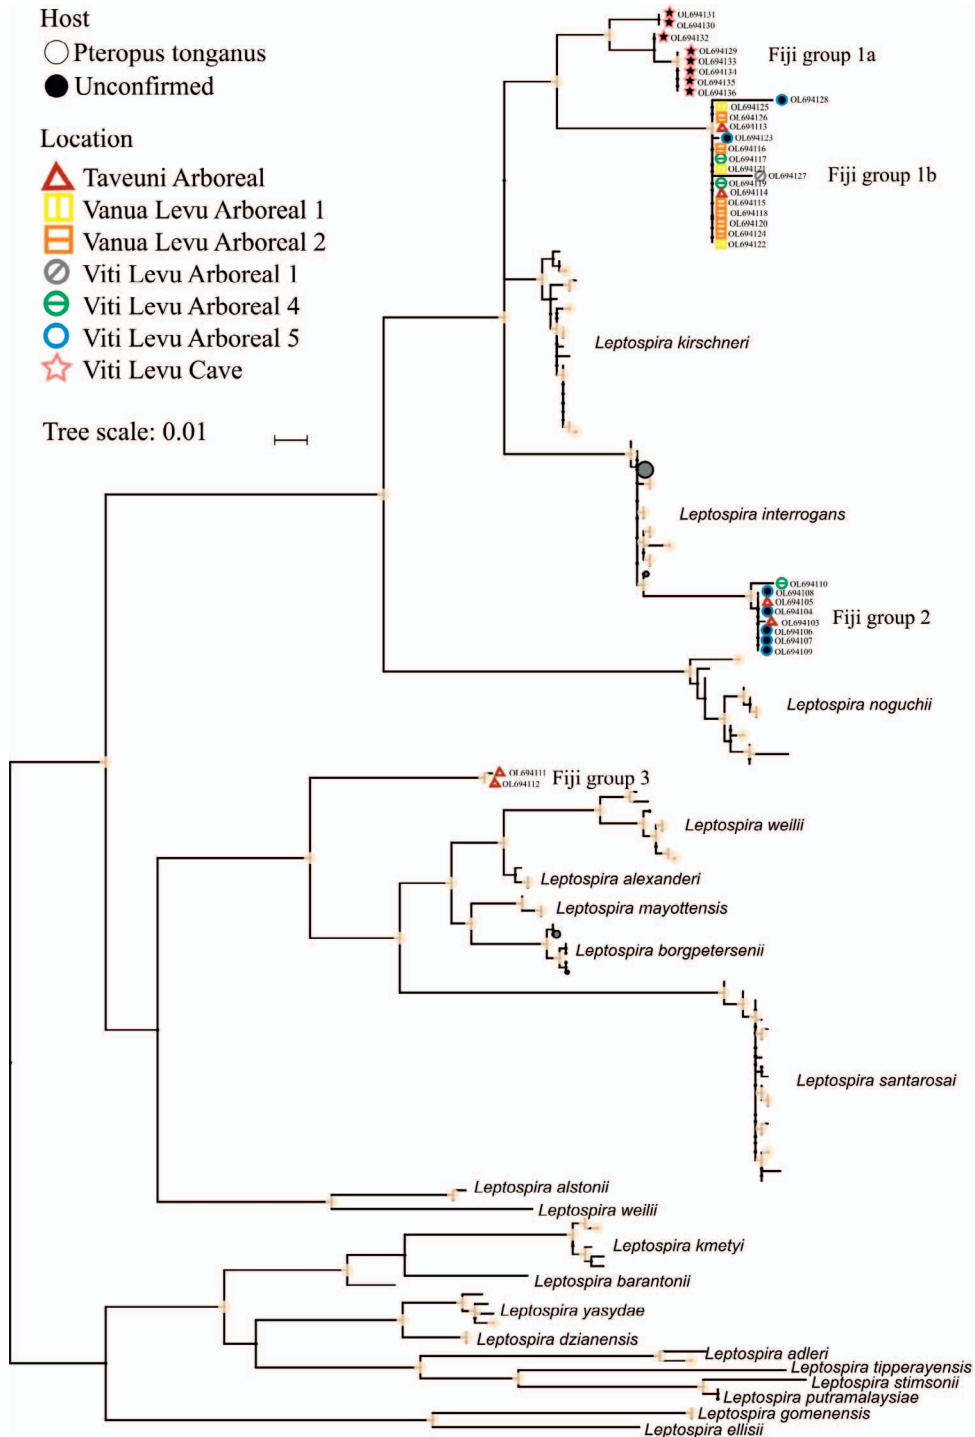 Host
Pteropus tonganus
Unconfirmed
Location
Taveuni Arboreal
Vanua Levu Arboreal 1
Vanua Levu Arboreal 2
Viti Levu Arboreal 1
Viti Levu Arboreal 4
Viti Levu Arboreal 5
Viti Levu Cave
Tree scale: 0.01
OL694131
OL694130
OL694132
OL694129
OL694133
OL694134
OL694135
OL694136
Fiji group 1a
OL694128
OL694125
OL694126
OL694113
OL694123
OL694116
OL694117
OL694121
OL694127
OL694119
OL694114
OL694115
OL694118
OL694120
OL694124
OL694122
Fiji group 1b
Leptospira kirschneri
Leptospira interrogans
OL694110
OL694108
OL694105
OL694104
OL694103
OL694106
OL694107
OL694109
Fiji group 2
Leptospira noguchii
OL694111
OL694112
Fiji group 3
Leptospira weilii
Leptospira alexanderi
Leptospira mayottensis
Leptospira borgpetersenii
Leptospira santarosai
Leptospira alstonii
Leptospira weilii
Leptospira kmetyi
Leptospira barantonii
Leptospira yasydae
Leptospira dzianensis
Leptospira adleri
Leptospira tipperayensis
Leptospira stimsonii
Leptospira putramalaysiae
Leptospira gomenensis
Leptospira ellisii